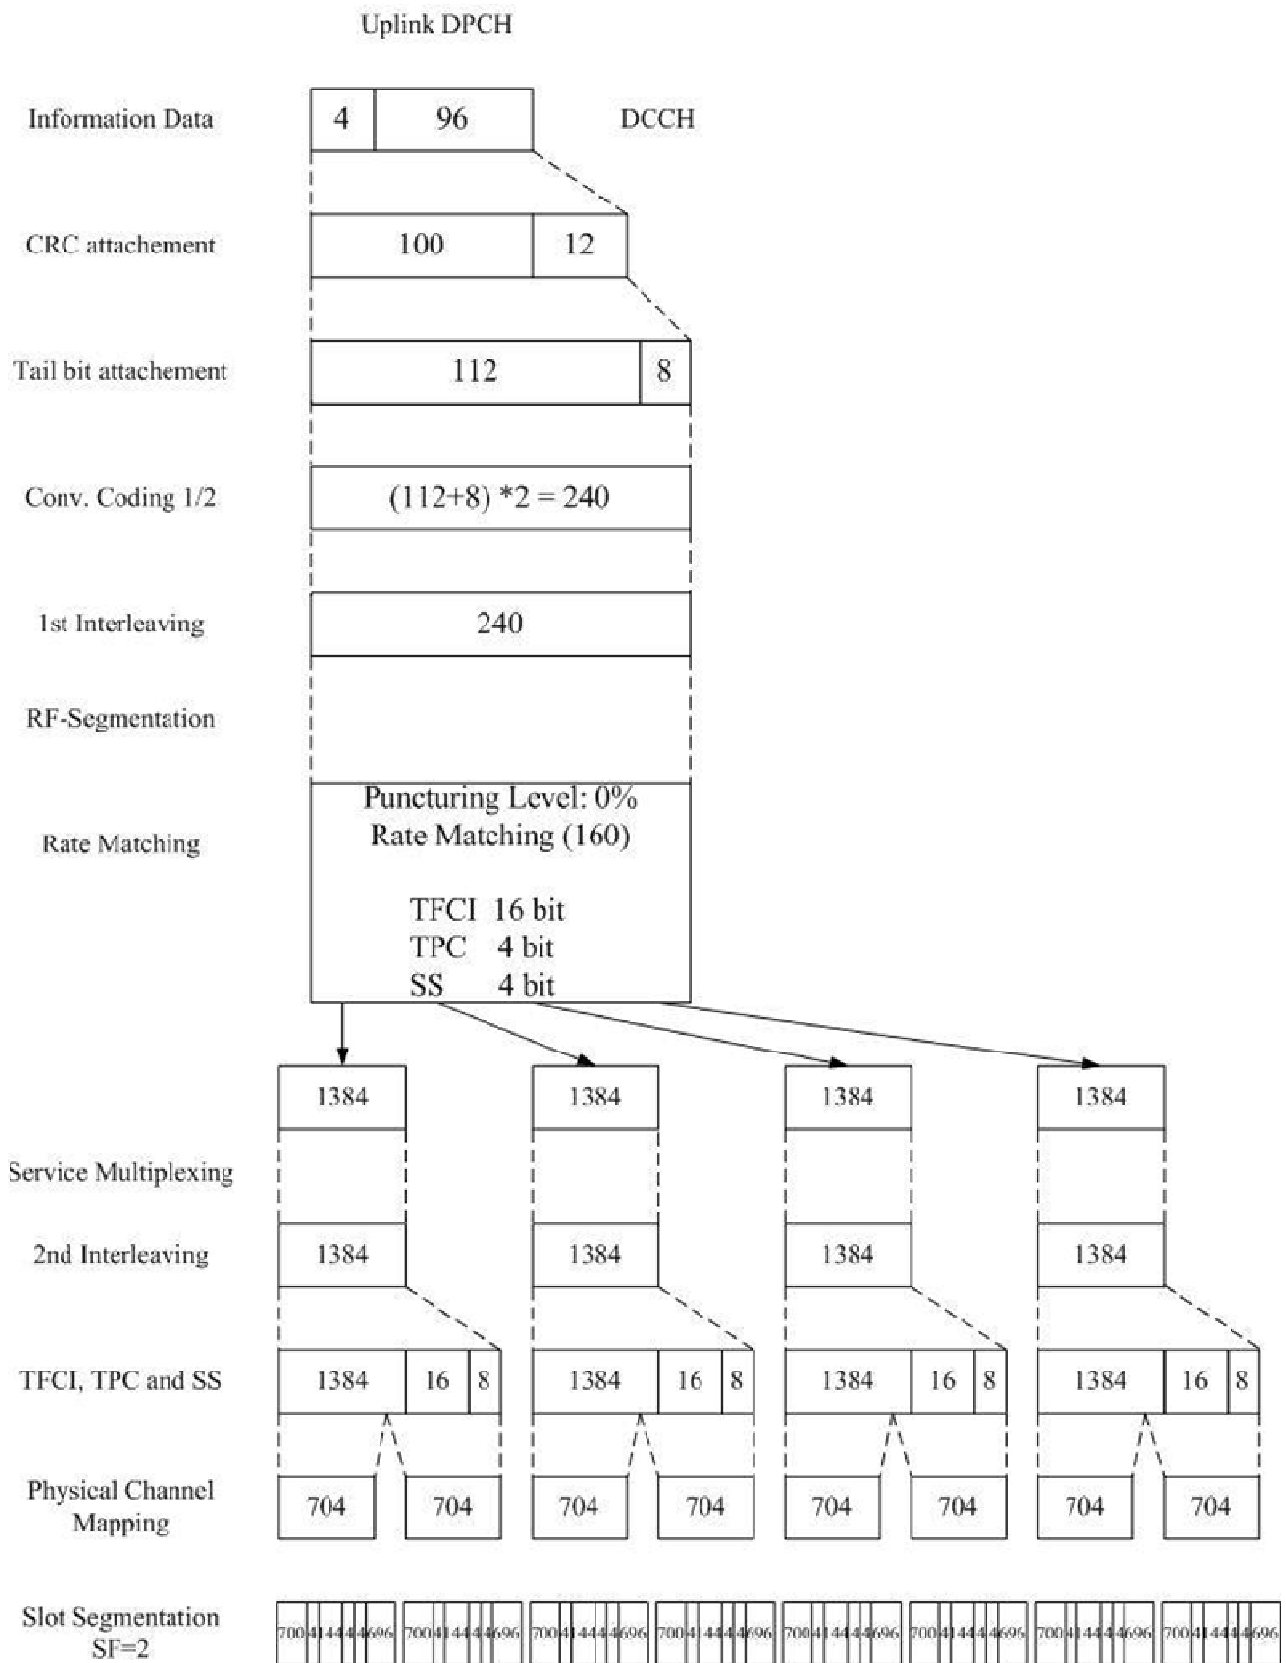 Uplink DPCH
Information Data 4 96 DCCH
CRC attachement 100 12
Tail bit attachement 112 8
Conv. Coding 1/2 (112+8) *2 = 240
1st Interleaving 240
RF-Segmentation
Puncturing Level: 0%
Rate Matching Rate Matching (160)
TFCI 16 bit
TPC 4 bit
SS 4 bit
1384 1384 1384 1384
Service Multiplexing
2nd Interleaving 1384 1384 1384 1384
TFCI, TPC and SS 1384 16 8 1384 16 8 1384 16 8 1384 16 8
Physical Channel
Mapping
704 704 704 704 704 704 704 704
Slot Segmentation
SF=2